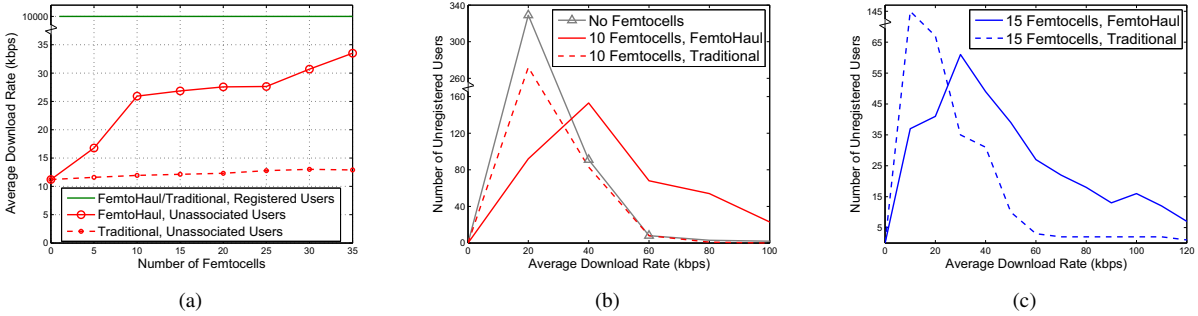 10000
35
30
25
20
15
10
5
0
Average Download Rate (kbps)
FemtoHaul/Traditional, Registered Users
FemtoHaul, Unassociated Users
Traditional, Unassociated Users
0 5 10 15 20 25 30 35
Number of Femtocells
(a)
340
300
260
160
120
80
40
0
Number of Unregistered Users
No Femtocells
10 Femtocells, FemtoHaul
10 Femtocells, Traditional
0 20 40 60 80 100
Average Download Rate (kbps)
(b)
145
65
55
45
35
25
15
5
Number of Unregistered Users
15 Femtocells, FemtoHaul
15 Femtocells, Traditional
0 20 40 60 80 100 120
Average Download Rate (kbps)
(c)